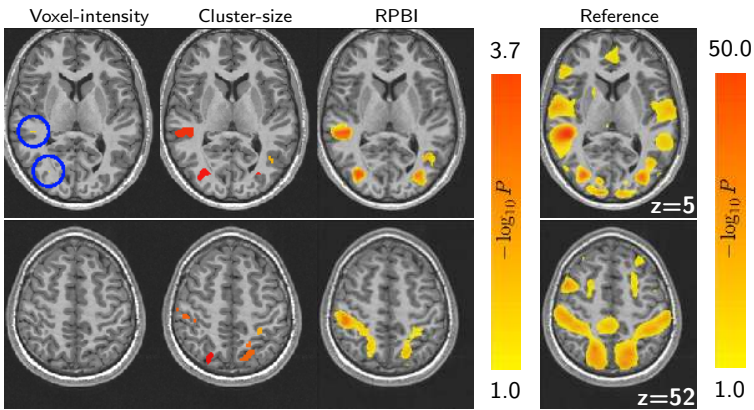 Voxel-intensity Cluster-size RPBI Reference
3.7
50.0
− log₁₀ P
− log₁₀ P
z=5
1.0
1.0
z=52